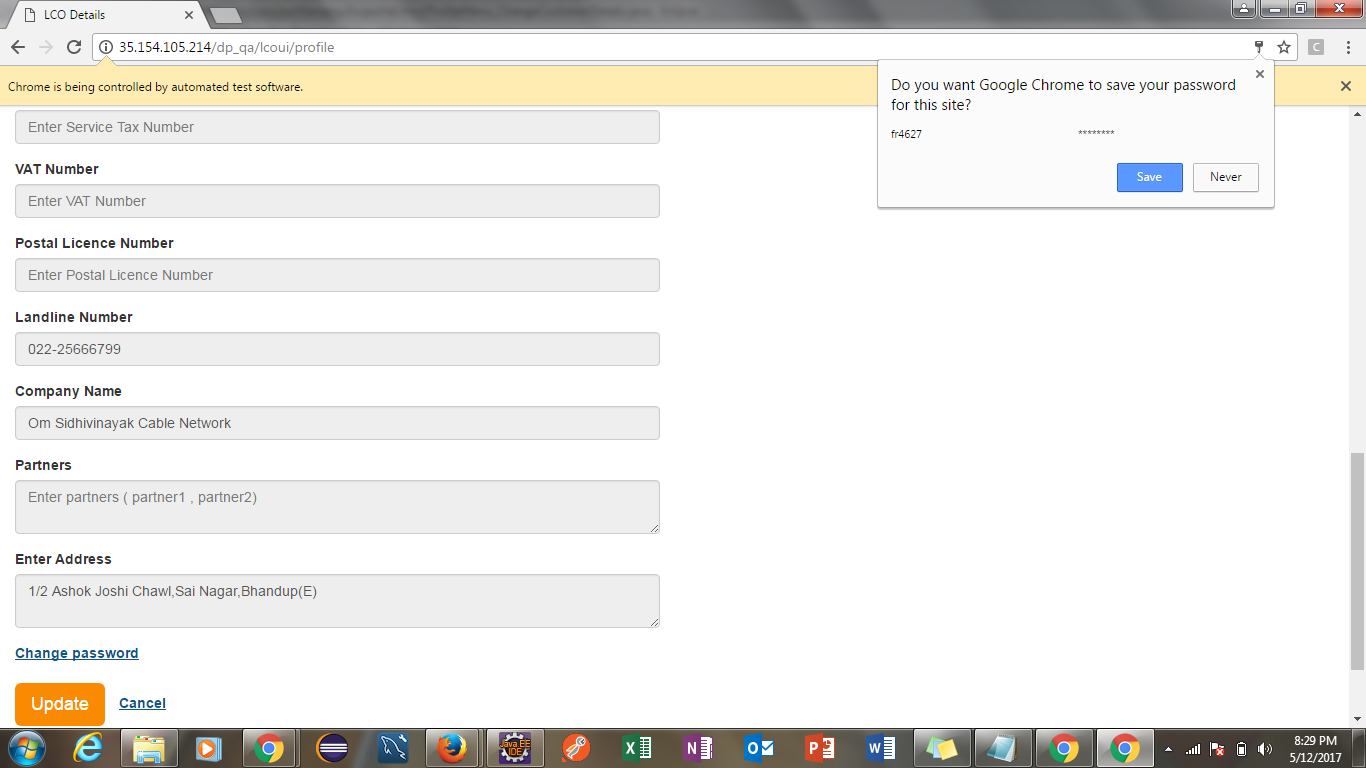 LCO Details
35.154.105.214/dp_qa/lcoui/profile
C
Chrome is being controlled by automated test software.
Do you want Google Chrome to save your password
for this site?
fr4627 ********
Save Never
Enter Service Tax Number
VAT Number
Enter VAT Number
Postal Licence Number
Enter Postal Licence Number
Landline Number
022-25666799
Company Name
Om Sidhivinayak Cable Network
Partners
Enter partners ( partner1 , partner2)
Enter Address
1/2 Ashok Joshi Chawl,Sai Nagar,Bhandup(E)
Change password
Update Cancel
Java EE
IDE
8:29 PM
5/12/2017